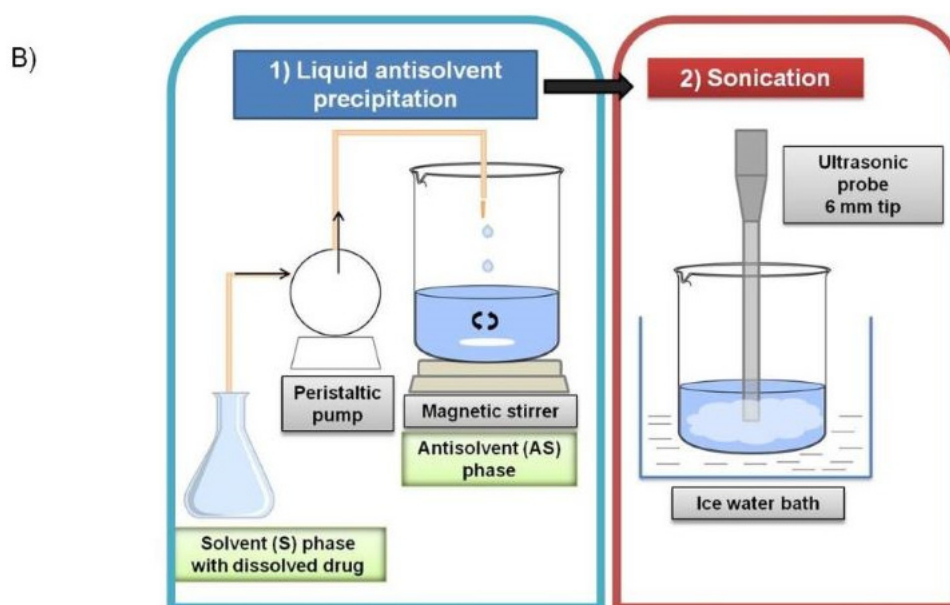 B)
1) Liquid antisolvent
precipitation
2) Sonication
Ultrasonic
probe
6 mm tip
Peristaltic
pump
Magnetic stirrer
Antisolvent (AS)
phase
Solvent (S) phase
with dissolved drug
Ice water bath